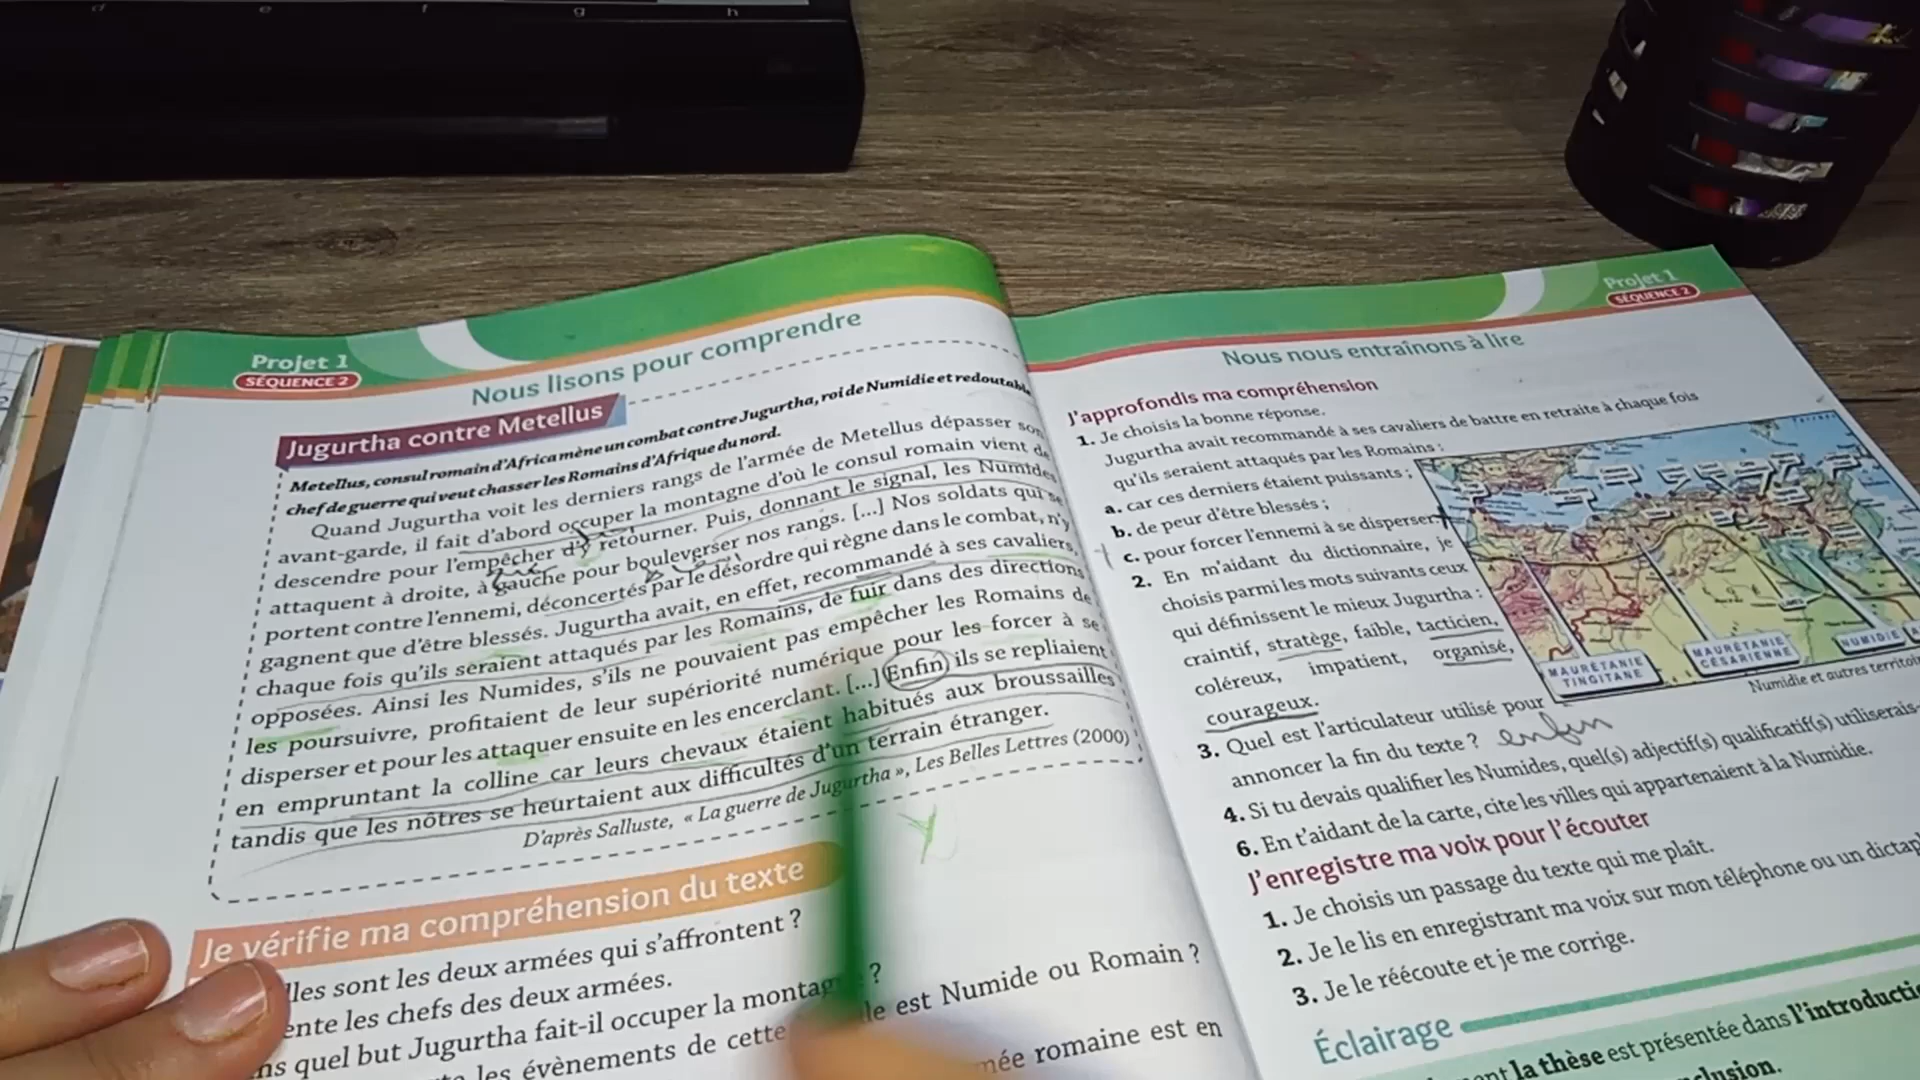 d e f g h
Projet 1
SÉQUENCE 2
Nous lisons pour comprendre
Jugurtha contre Metellus
Metellus, consul romain d'Africa mène un combat contre Jugurtha, roi de Numidie et redoutable
chef de guerre qui veut chasser les Romains d'Afrique du nord.
Quand Jugurtha voit les derniers rangs de l'armée de Metellus dépasser son
avant-garde, il fait d'abord occuper la montagne d'où le consul romain vient de
descendre pour l'empêcher d'y retourner. Puis, donnant le signal, les Numides
attaquent à droite, à gauche pour bouleverser nos rangs. [...] Nos soldats qui se
portent contre l'ennemi, déconcertés par le désordre qui règne dans le combat, n'y
gagnent que d'être blessés. Jugurtha avait, en effet, recommandé à ses cavaliers,
chaque fois qu'ils seraient attaqués par les Romains, de fuir dans des directions
opposées. Ainsi les Numides, s'ils ne pouvaient pas empêcher les Romains de
les poursuivre, profitaient de leur supériorité numérique pour les forcer à se
disperser et pour les attaquer ensuite en les encerclant. [...] Enfin, ils se repliaient
en empruntant la colline car leurs chevaux étaient habitués aux broussailles
tandis que les nôtres se heurtaient aux difficultés d'un terrain étranger.
D'après Salluste, « La guerre de Jugurtha », Les Belles Lettres (2000)
Je vérifie ma compréhension du texte
lles sont les deux armées qui s'affrontent ?
ente les chefs des deux armées.
ns quel but Jugurtha fait-il occuper la montag ?
les évènements de cette
le est Numide ou Romain ?
mée romaine est en
Projet 1
SÉQUENCE 2
Nous nous entraînons à lire
J'approfondis ma compréhension
1. Je choisis la bonne réponse.
Jugurtha avait recommandé à ses cavaliers de battre en retraite à chaque fois
qu'ils seraient attaqués par les Romains :
a. car ces derniers étaient puissants ;
b. de peur d'être blessés ;
c. pour forcer l'ennemi à se disperser.
2. En m'aidant du dictionnaire, je
choisis parmi les mots suivants ceux
qui définissent le mieux Jugurtha :
craintif, stratège, faible, tacticien,
coléreux, impatient, organisé,
courageux.
3. Quel est l'articulateur utilisé pour
annoncer la fin du texte ? enfin
4. Si tu devais qualifier les Numides, quel(s) adjectif(s) qualificatif(s) utiliserais-
6. En t'aidant de la carte, cite les villes qui appartenaient à la Numidie.
MAURÉTANIE
TINGITANE
MAURÉTANIE
CÉSARIENNE
NUMIDIE
Numidie et autres territoi
J'enregistre ma voix pour l'écouter
1. Je choisis un passage du texte qui me plaît.
2. Je le lis en enregistrant ma voix sur mon téléphone ou un dictap
3. Je le réécoute et je me corrige.
Éclairage
ent la thèse est présentée dans l'introducti
nclusion.